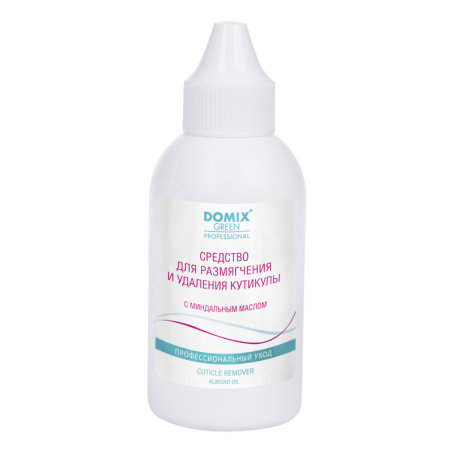 DOMIX®
GREEN
PROFESSIONAL
СРЕДСТВО
ДЛЯ РАЗМЯГЧЕНИЯ
И УДАЛЕНИЯ КУТИКУЛЫ
С МИНДАЛЬНЫМ МАСЛОМ
ПРОФЕССИОНАЛЬНЫЙ УХОД
CUTICLE REMOVER
ALMOND OIL